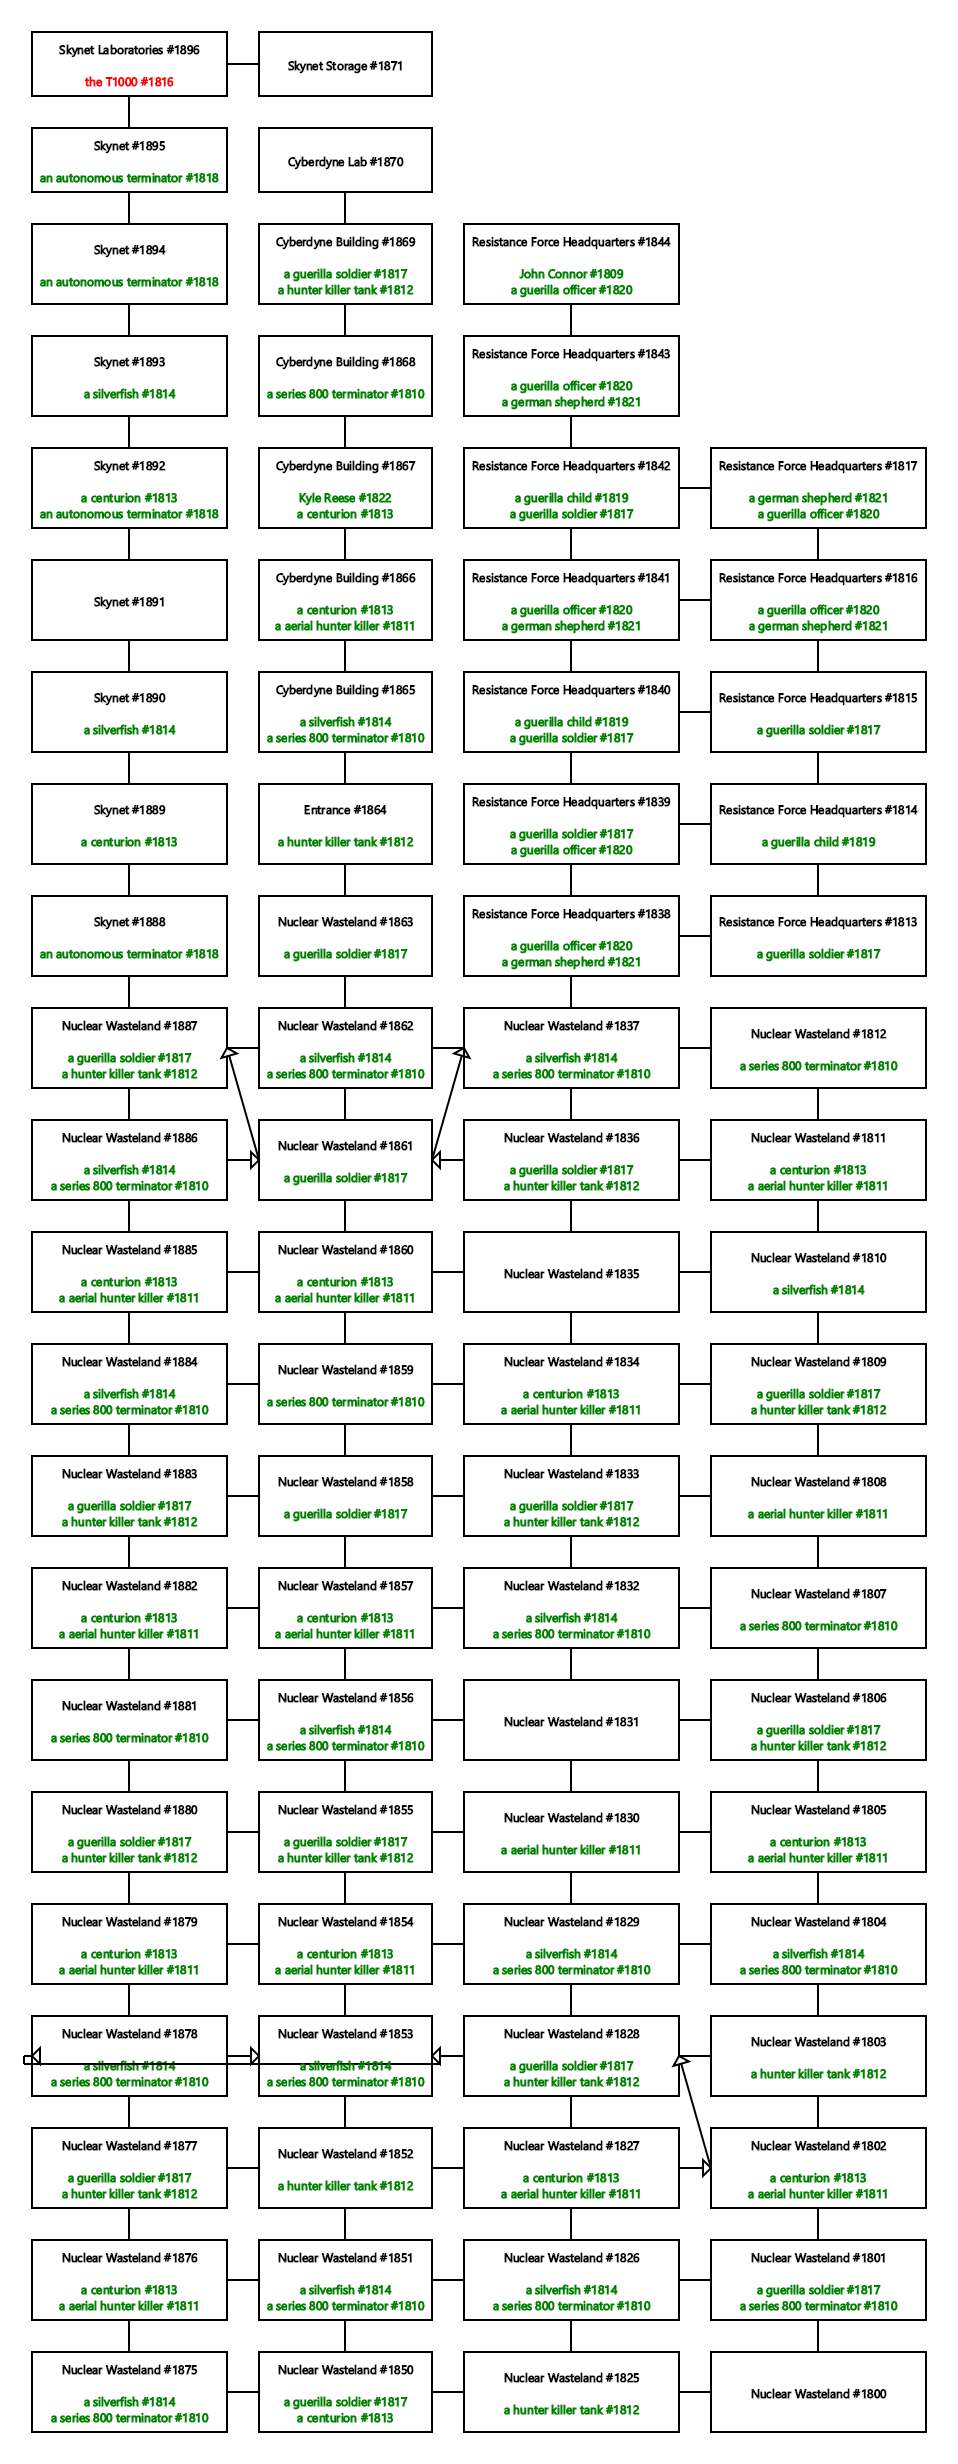 Skynet Laboratories #1896
the T1000 #1816
Skynet Storage #1871
Skynet #1895
an autonomous terminator #1818
Cyberdyne Lab #1870
Skynet #1894
an autonomous terminator #1818
Cyberdyne Building #1869
a guerilla soldier #1817
a hunter killer tank #1812
Resistance Force Headquarters #1844
John Connor #1809
a guerilla officer #1820
Skynet #1893
a silverfish #1814
Cyberdyne Building #1868
a series 800 terminator #1810
Resistance Force Headquarters #1843
a guerilla officer #1820
a german shepherd #1821
Skynet #1892
a centurion #1813
an autonomous terminator #1818
Cyberdyne Building #1867
Kyle Reese #1822
a centurion #1813
Resistance Force Headquarters #1842
a guerilla child #1819
a guerilla soldier #1817
Resistance Force Headquarters #1817
a german shepherd #1821
a guerilla officer #1820
Skynet #1891
Cyberdyne Building #1866
a centurion #1813
a aerial hunter killer #1811
Resistance Force Headquarters #1841
a guerilla officer #1820
a german shepherd #1821
Resistance Force Headquarters #1816
a guerilla officer #1820
a german shepherd #1821
Skynet #1890
a silverfish #1814
Cyberdyne Building #1865
a silverfish #1814
a series 800 terminator #1810
Resistance Force Headquarters #1840
a guerilla child #1819
a guerilla soldier #1817
Resistance Force Headquarters #1815
a guerilla soldier #1817
Skynet #1889
a centurion #1813
Entrance #1864
a hunter killer tank #1812
Resistance Force Headquarters #1839
a guerilla soldier #1817
a guerilla officer #1820
Resistance Force Headquarters #1814
a guerilla child #1819
Skynet #1888
an autonomous terminator #1818
Nuclear Wasteland #1863
a guerilla soldier #1817
Resistance Force Headquarters #1838
a guerilla officer #1820
a german shepherd #1821
Resistance Force Headquarters #1813
a guerilla soldier #1817
Nuclear Wasteland #1887
a guerilla soldier #1817
a hunter killer tank #1812
Nuclear Wasteland #1862
a silverfish #1814
a series 800 terminator #1810
Nuclear Wasteland #1837
a silverfish #1814
a series 800 terminator #1810
Nuclear Wasteland #1812
a series 800 terminator #1810
Nuclear Wasteland #1886
a silverfish #1814
a series 800 terminator #1810
Nuclear Wasteland #1861
a guerilla soldier #1817
Nuclear Wasteland #1836
a guerilla soldier #1817
a hunter killer tank #1812
Nuclear Wasteland #1811
a centurion #1813
a aerial hunter killer #1811
Nuclear Wasteland #1885
a centurion #1813
a aerial hunter killer #1811
Nuclear Wasteland #1860
a centurion #1813
a aerial hunter killer #1811
Nuclear Wasteland #1835
Nuclear Wasteland #1810
a silverfish #1814
Nuclear Wasteland #1884
a silverfish #1814
a series 800 terminator #1810
Nuclear Wasteland #1859
a series 800 terminator #1810
Nuclear Wasteland #1834
a centurion #1813
a aerial hunter killer #1811
Nuclear Wasteland #1809
a guerilla soldier #1817
a hunter killer tank #1812
Nuclear Wasteland #1883
a guerilla soldier #1817
a hunter killer tank #1812
Nuclear Wasteland #1858
a guerilla soldier #1817
Nuclear Wasteland #1833
a guerilla soldier #1817
a hunter killer tank #1812
Nuclear Wasteland #1808
a aerial hunter killer #1811
Nuclear Wasteland #1882
a centurion #1813
a aerial hunter killer #1811
Nuclear Wasteland #1857
a centurion #1813
a aerial hunter killer #1811
Nuclear Wasteland #1832
a silverfish #1814
a series 800 terminator #1810
Nuclear Wasteland #1807
a series 800 terminator #1810
Nuclear Wasteland #1881
a series 800 terminator #1810
Nuclear Wasteland #1856
a silverfish #1814
a series 800 terminator #1810
Nuclear Wasteland #1831
Nuclear Wasteland #1806
a guerilla soldier #1817
a hunter killer tank #1812
Nuclear Wasteland #1880
a guerilla soldier #1817
a hunter killer tank #1812
Nuclear Wasteland #1855
a guerilla soldier #1817
a hunter killer tank #1812
Nuclear Wasteland #1830
a aerial hunter killer #1811
Nuclear Wasteland #1805
a centurion #1813
a aerial hunter killer #1811
Nuclear Wasteland #1879
a centurion #1813
a aerial hunter killer #1811
Nuclear Wasteland #1854
a centurion #1813
a aerial hunter killer #1811
Nuclear Wasteland #1829
a silverfish #1814
a series 800 terminator #1810
Nuclear Wasteland #1804
a silverfish #1814
a series 800 terminator #1810
Nuclear Wasteland #1878
a silverfish #1814
a series 800 terminator #1810
Nuclear Wasteland #1853
a silverfish #1814
a series 800 terminator #1810
Nuclear Wasteland #1828
a guerilla soldier #1817
a hunter killer tank #1812
Nuclear Wasteland #1803
a hunter killer tank #1812
Nuclear Wasteland #1877
a guerilla soldier #1817
a hunter killer tank #1812
Nuclear Wasteland #1852
a hunter killer tank #1812
Nuclear Wasteland #1827
a centurion #1813
a aerial hunter killer #1811
Nuclear Wasteland #1802
a centurion #1813
a aerial hunter killer #1811
Nuclear Wasteland #1876
a centurion #1813
a aerial hunter killer #1811
Nuclear Wasteland #1851
a silverfish #1814
a series 800 terminator #1810
Nuclear Wasteland #1826
a silverfish #1814
a series 800 terminator #1810
Nuclear Wasteland #1801
a guerilla soldier #1817
a series 800 terminator #1810
Nuclear Wasteland #1875
a silverfish #1814
a series 800 terminator #1810
Nuclear Wasteland #1850
a guerilla soldier #1817
a centurion #1813
Nuclear Wasteland #1825
a hunter killer tank #1812
Nuclear Wasteland #1800